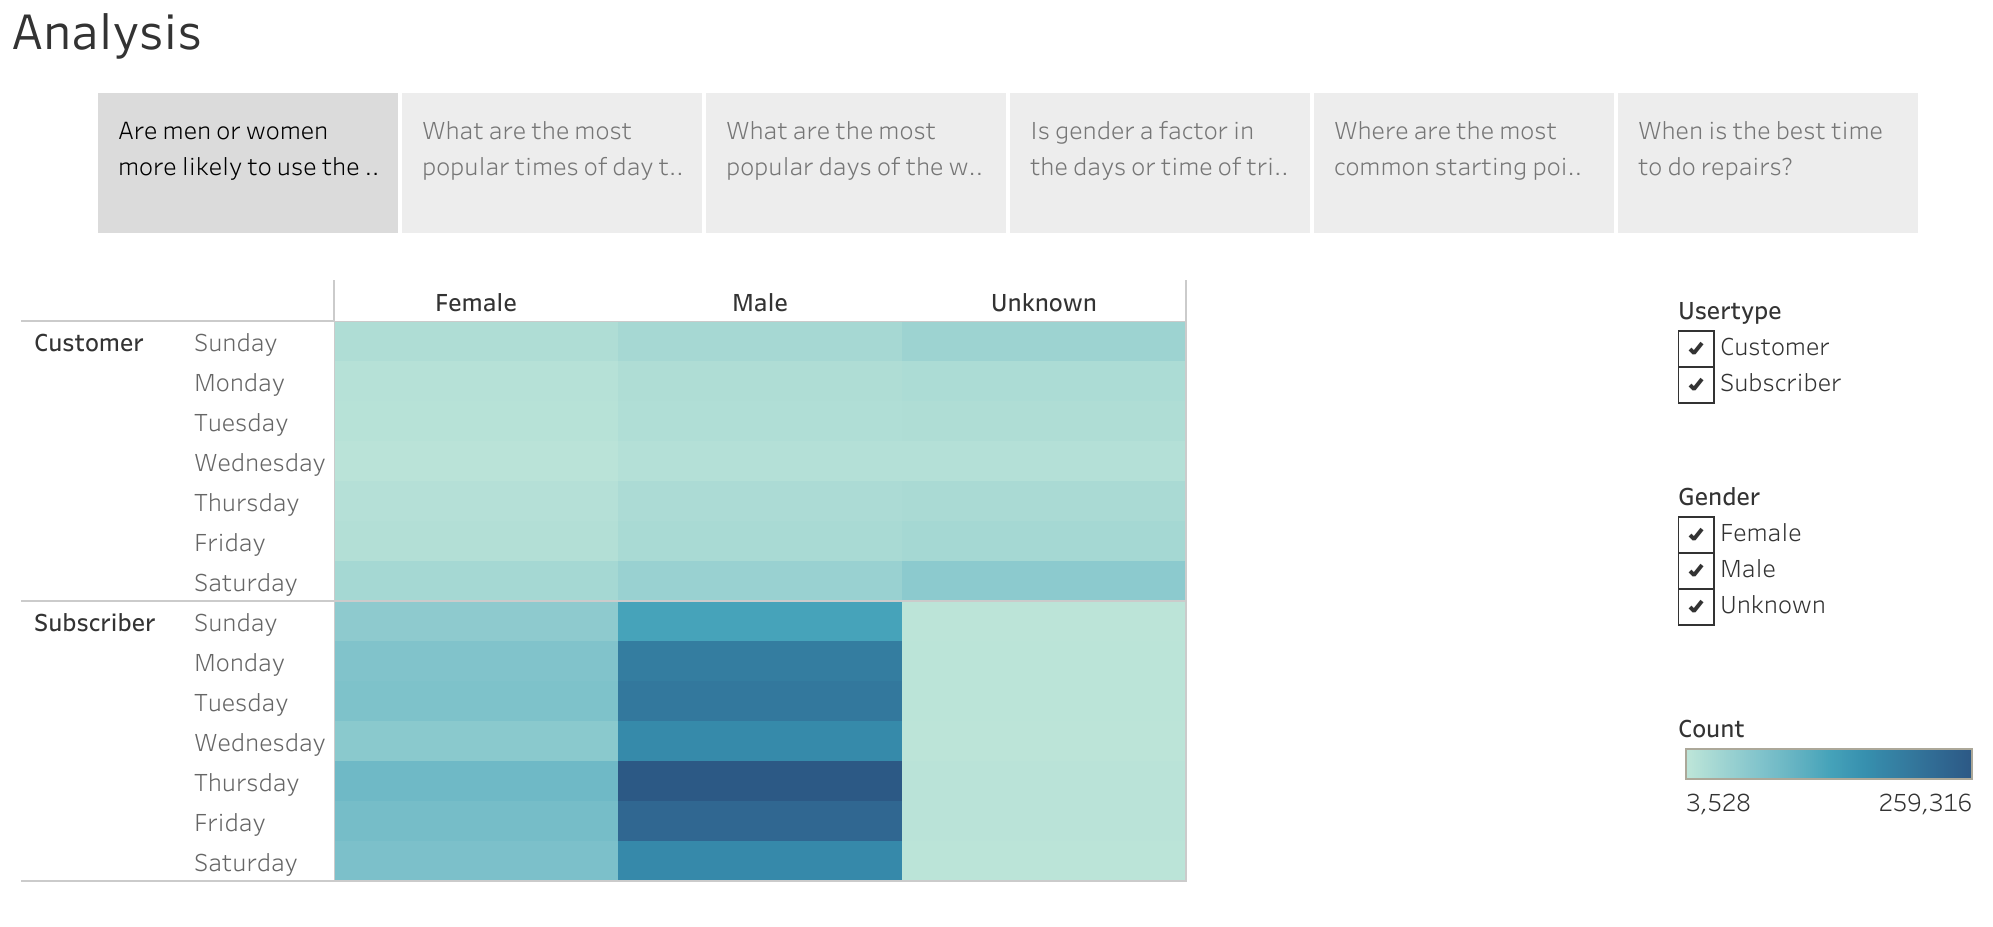 Analysis
Are men or women
more likely to use the ..
What are the most
popular times of day t..
What are the most
popular days of the w..
Is gender a factor in
the days or time of tri..
Where are the most
common starting poi..
When is the best time
to do repairs?
Female Male Unknown
Customer Sunday
Monday
Tuesday
Wednesday
Thursday
Friday
Saturday
Subscriber Sunday
Monday
Tuesday
Wednesday
Thursday
Friday
Saturday
Usertype
Customer
Subscriber
Gender
Female
Male
Unknown
Count
3,528 259,316